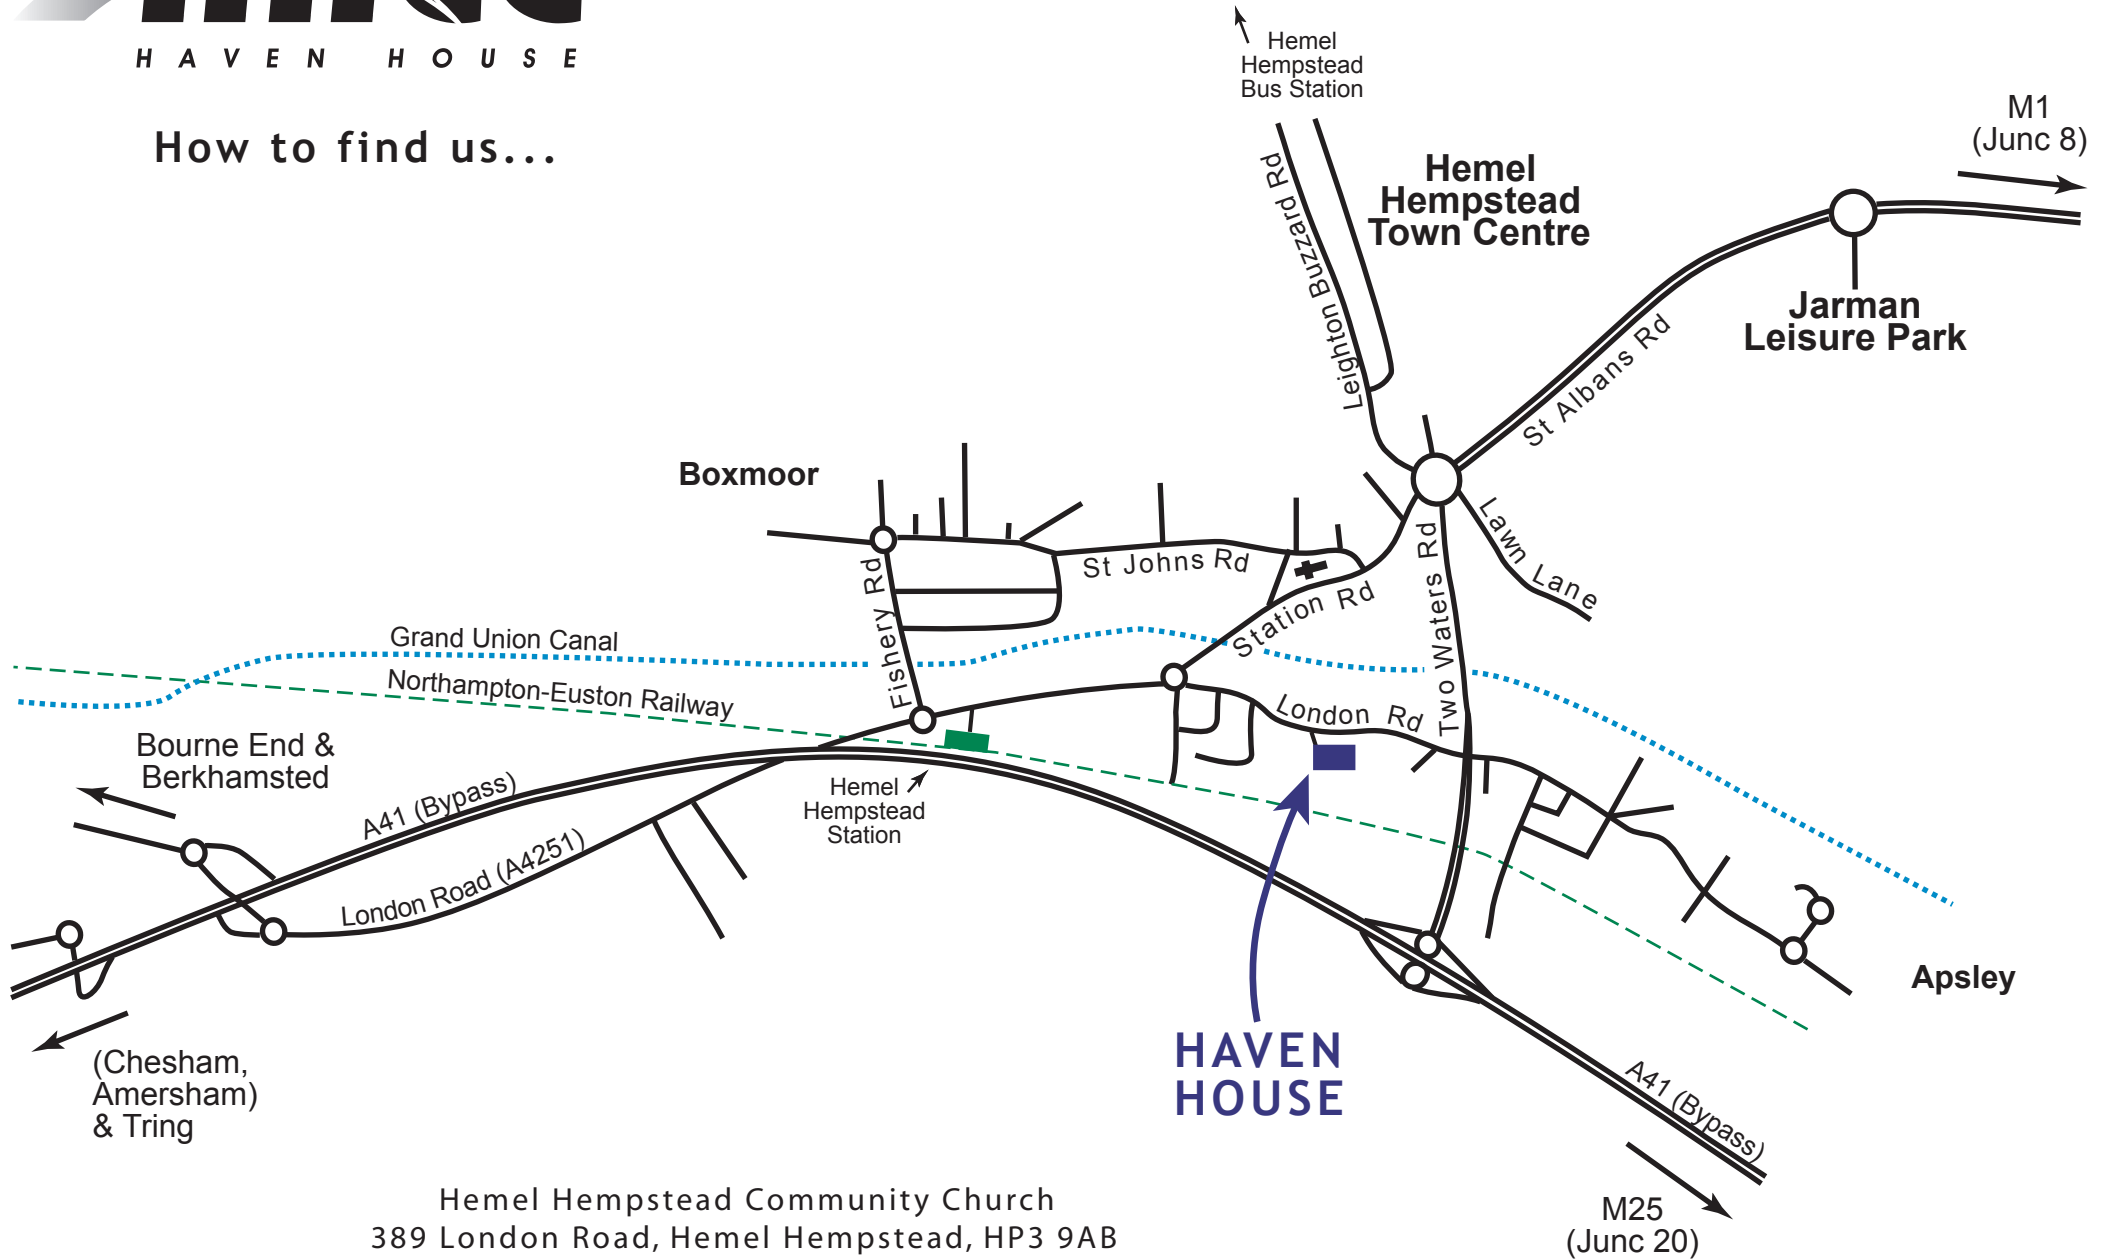 HAVEN HOUSE
How to find us...
Hemel
Hempstead
Bus Station
M1
(Junc 8)
Hemel
Hempstead
Town Centre
Leighton Buzzard Rd
Jarman
Leisure Park
St Albans Rd
Boxmoor
Lawn Lane
Two Waters Rd
St Johns Rd
Station Rd
Fishery Rd
Grand Union Canal
Northampton-Euston Railway
London Rd
Bourne End &
Berkhamsted
A41 (Bypass)
Hemel
Hempstead
Station
London Road (A4251)
Apsley
HAVEN
HOUSE
(Chesham,
Amersham)
& Tring
A41 (Bypass)
M25
(Junc 20)
Hemel Hempstead Community Church
389 London Road, Hemel Hempstead, HP3 9AB